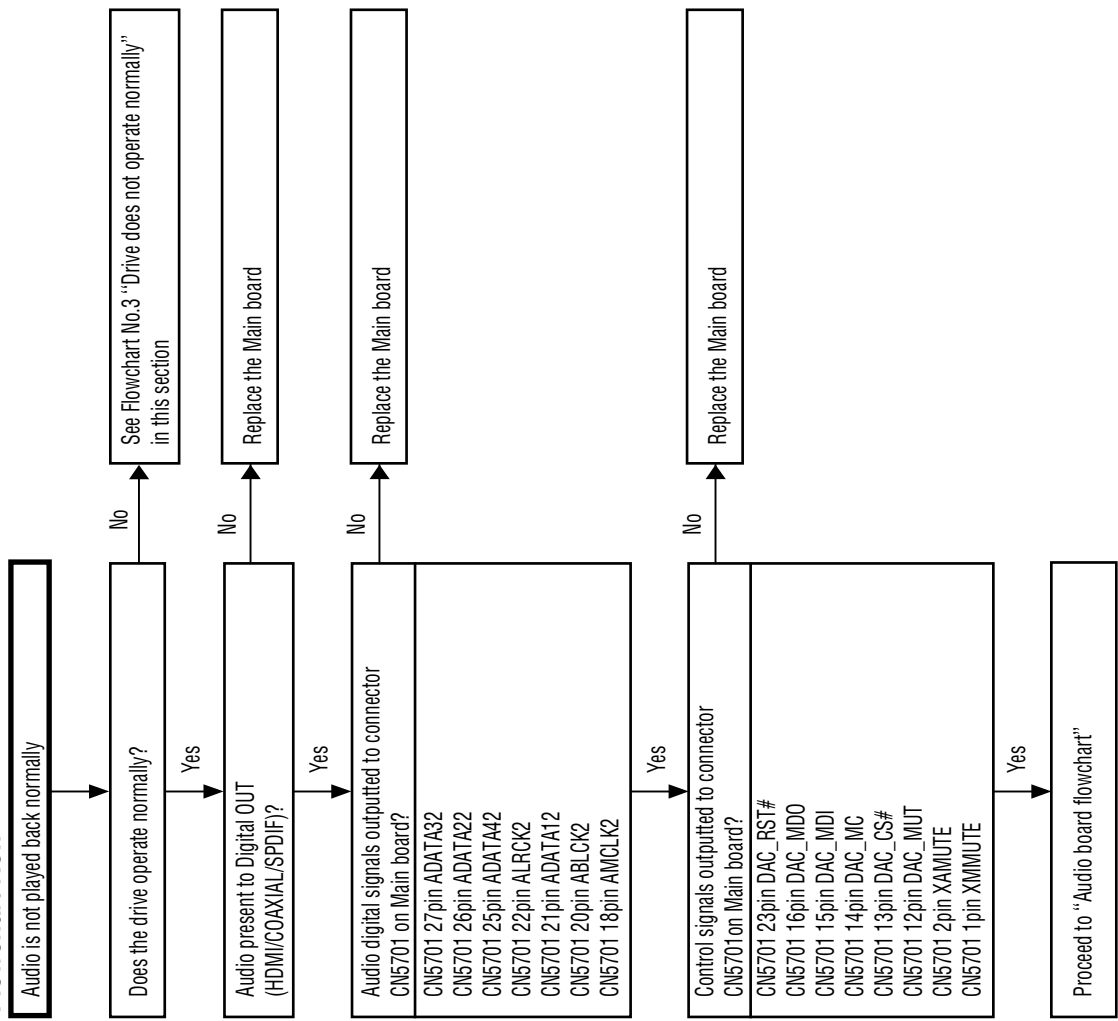 Audio is not played back normally
Does the drive operate normally?
No
See Flowchart No.3 “Drive does not operate normally”
in this section
Yes
Audio present to Digital OUT
(HDMI/COAXIAL/SPDIF)?
No
Replace the Main board
Yes
Audio digital signals outputted to connector
CN5701 on Main board?
CN5701 27pin ADATA32
CN5701 26pin ADATA22
CN5701 25pin ADATA42
CN5701 22pin ALRCK2
CN5701 21pin ADATA12
CN5701 20pin ABLCK2
CN5701 18pin AMCLK2
No
Replace the Main board
Yes
Control signals outputted to connector
CN5701on Main board?
CN5701 23pin DAC_RST#
CN5701 16pin DAC_MDO
CN5701 15pin DAC_MDI
CN5701 14pin DAC_MC
CN5701 13pin DAC_CS#
CN5701 12pin DAC_MUT
CN5701 2pin XAMUTE
CN5701 1pin XMMUTE
No
Replace the Main board
Yes
Proceed to “Audio board flowchart”